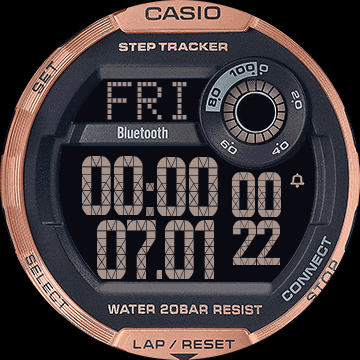 CASIO
STEP TRACKER
SET
FRI
100 0
80
20
60
40
Bluetooth
00:00 00
07.01 22
CONNECT
SELECT
STOP
WATER 20BAR RESIST
LAP / RESET